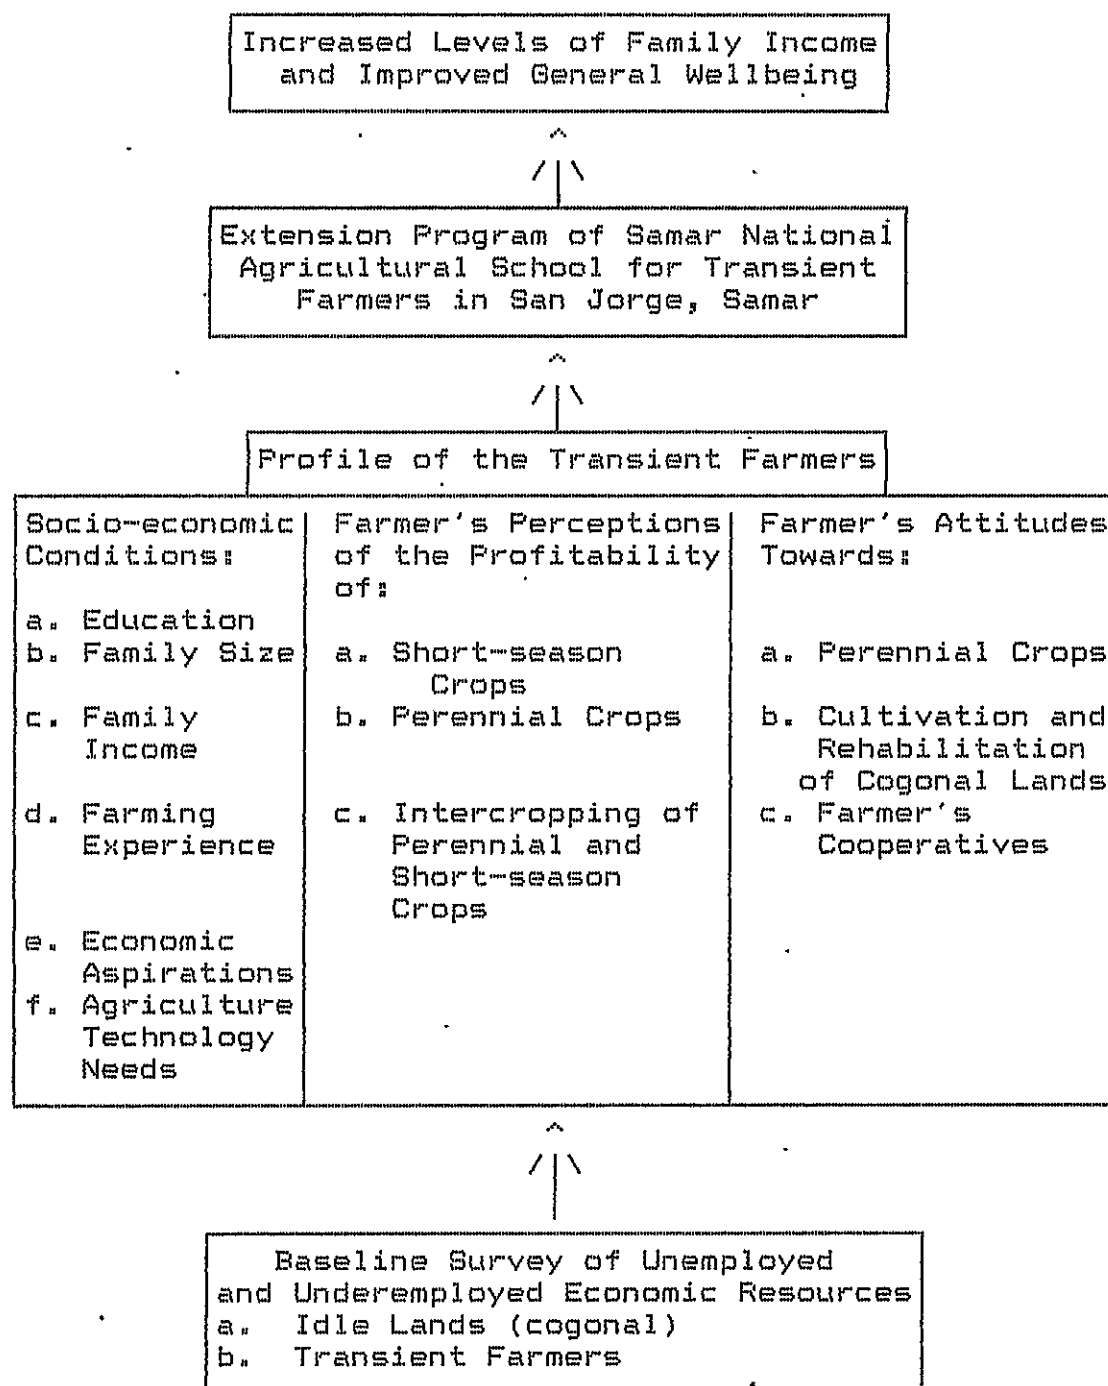 Increased Levels of Family Income
and Improved General Wellbeing
Extension Program of Samar National
Agricultural School for Transient
Farmers in San Jorge, Samar
Profile of the Transient Farmers
Socio-economic
Conditions:
a. Education
b. Family Size
c. Family
Income
d. Farming
Experience
e. Economic
Aspirations
f. Agriculture
Technology
Needs
Farmer's Perceptions
of the Profitability
of:
a. Short-season
Crops
b. Perennial Crops
c. Intercropping of
Perennial and
Short-season
Crops
Farmer's Attitudes
Towards:
a. Perennial Crops
b. Cultivation and
Rehabilitation
of Cogonal Lands
c. Farmer's
Cooperatives
Baseline Survey of Unemployed
and Underemployed Economic Resources
a. Idle Lands (cogonal)
b. Transient Farmers